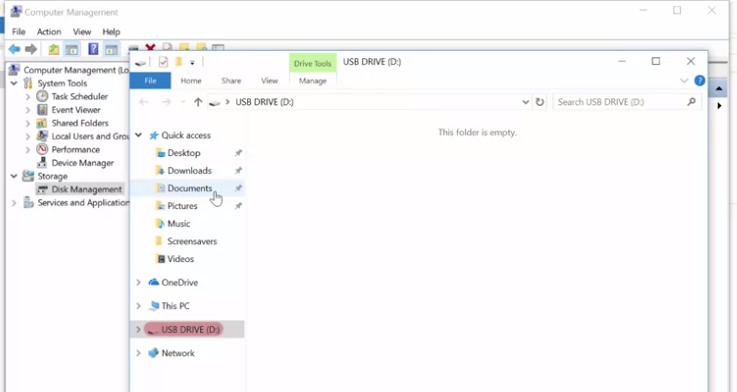 Computer Management
File Action View Help
Drive Tools
USB DRIVE (D:)
File Home Share View Manage
USB DRIVE (D:)
Search USB DRIVE (D:)
Computer Management (Lo
System Tools
Task Scheduler
Event Viewer
Shared Folders
Local Users and Grou
Performance
Device Manager
Storage
Disk Management
Services and Application
Quick access
Desktop
Downloads
Documents
Pictures
Music
Screensavers
Videos
OneDrive
This PC
USB DRIVE (D:)
Network
This folder is empty.